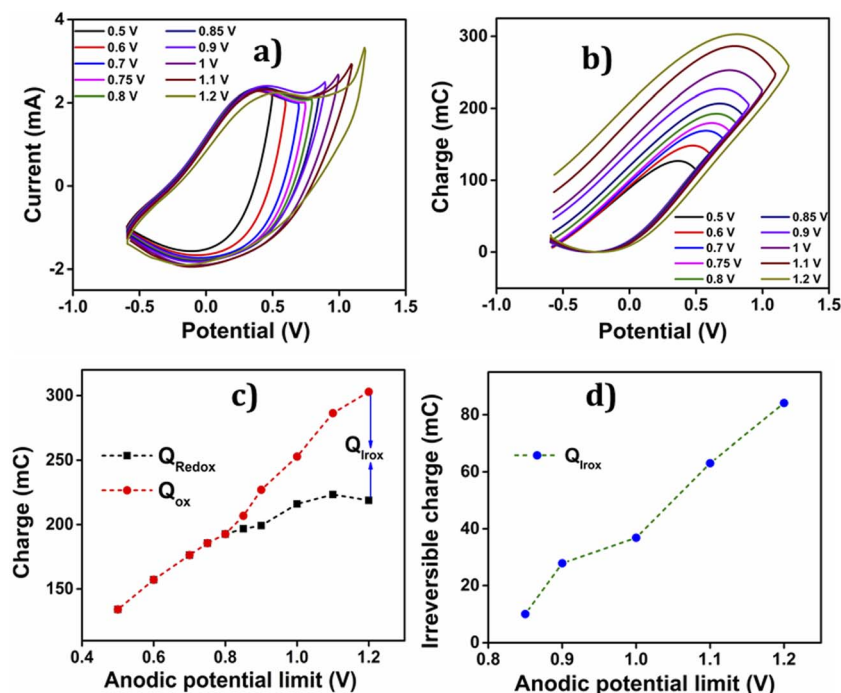 a)
0.5 V 0.85 V
0.6 V 0.9 V
0.7 V 1 V
0.75 V 1.1 V
0.8 V 1.2 V
Current (mA)
4
2
0
-2
-1.0 -0.5 0.0 0.5 1.0 1.5
Potential (V)
b)
Charge (mC)
300
200
100
0
0.5 V 0.85 V
0.6 V 0.9 V
0.7 V 1 V
0.75 V 1.1 V
0.8 V 1.2 V
-1.0 -0.5 0.0 0.5 1.0 1.5
Potential (V)
c)
Charge (mC)
300
250
200
150
QRedox
Qox
QIrox
0.4 0.6 0.8 1.0 1.2
Anodic potential limit (V)
d)
Irreversible charge (mC)
80
60
40
20
0
QIrox
0.8 0.9 1.0 1.1 1.2
Anodic potential limit (V)